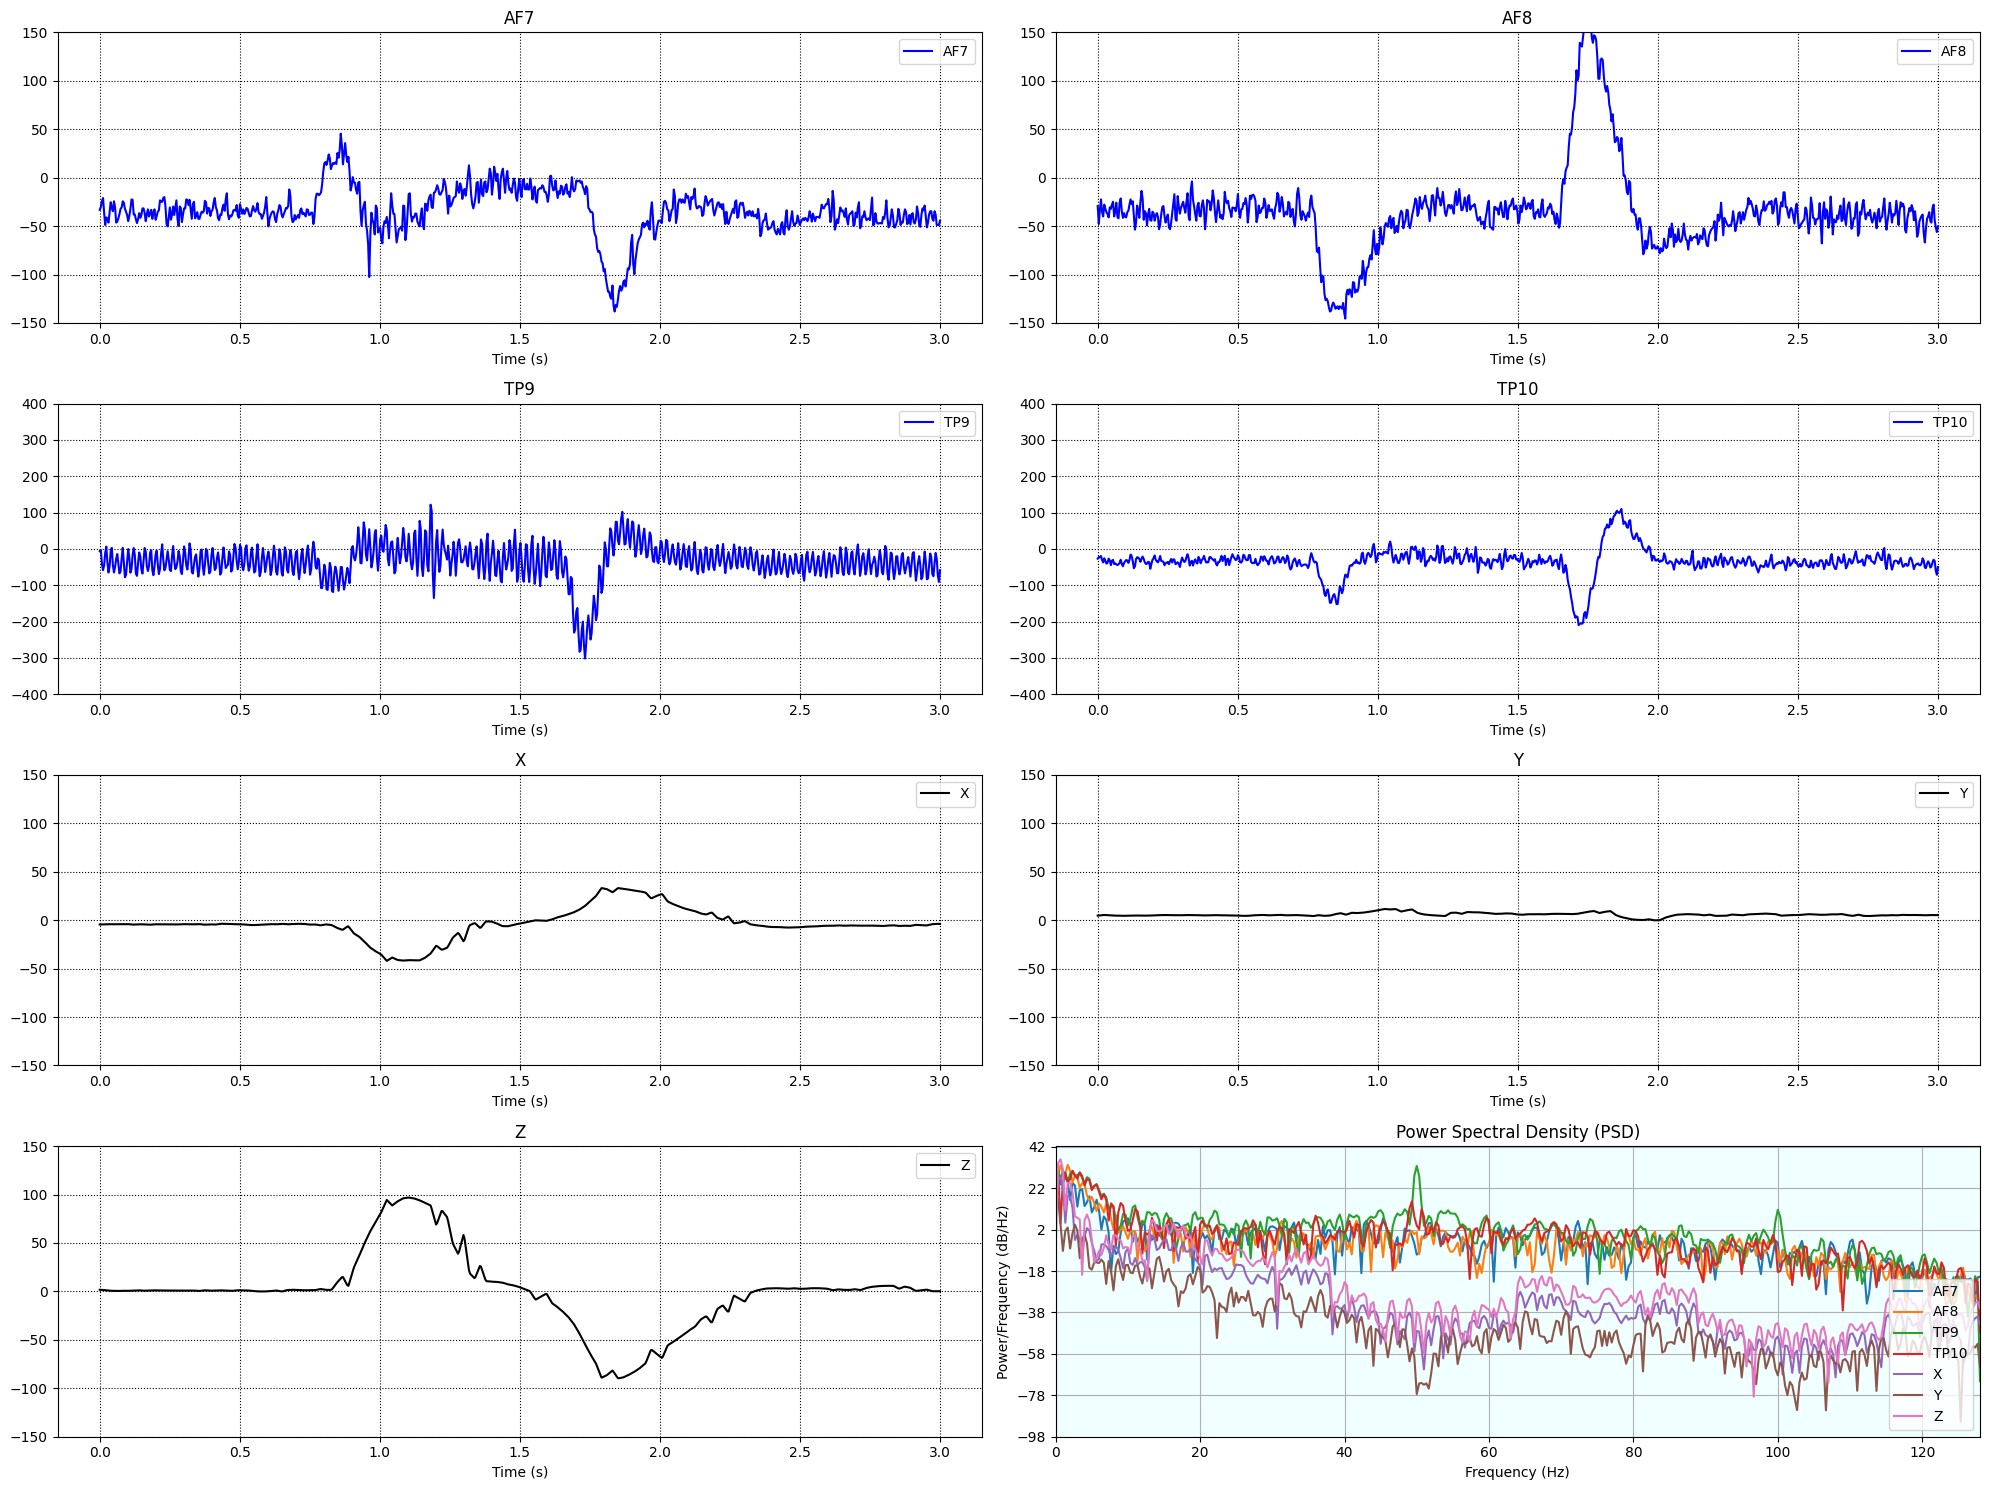 AF7
150
100
50
0
−50
−100
−150
AF7
0.0 0.5 1.0 1.5 2.0 2.5 3.0
Time (s)
AF8
150
100
50
0
−50
−100
−150
AF8
0.0 0.5 1.0 1.5 2.0 2.5 3.0
Time (s)
TP9
400
300
200
100
0
−100
−200
−300
−400
TP9
0.0 0.5 1.0 1.5 2.0 2.5 3.0
Time (s)
TP10
400
300
200
100
0
−100
−200
−300
−400
TP10
0.0 0.5 1.0 1.5 2.0 2.5 3.0
Time (s)
X
150
100
50
0
−50
−100
−150
X
0.0 0.5 1.0 1.5 2.0 2.5 3.0
Time (s)
Y
150
100
50
0
−50
−100
−150
Y
0.0 0.5 1.0 1.5 2.0 2.5 3.0
Time (s)
Z
150
100
50
0
−50
−100
−150
Z
0.0 0.5 1.0 1.5 2.0 2.5 3.0
Time (s)
Power Spectral Density (PSD)
Power/Frequency (dB/Hz)
42
22
2
−18
−38
−58
−78
−98
AF7
AF8
TP9
TP10
X
Y
Z
0 20 40 60 80 100 120
Frequency (Hz)